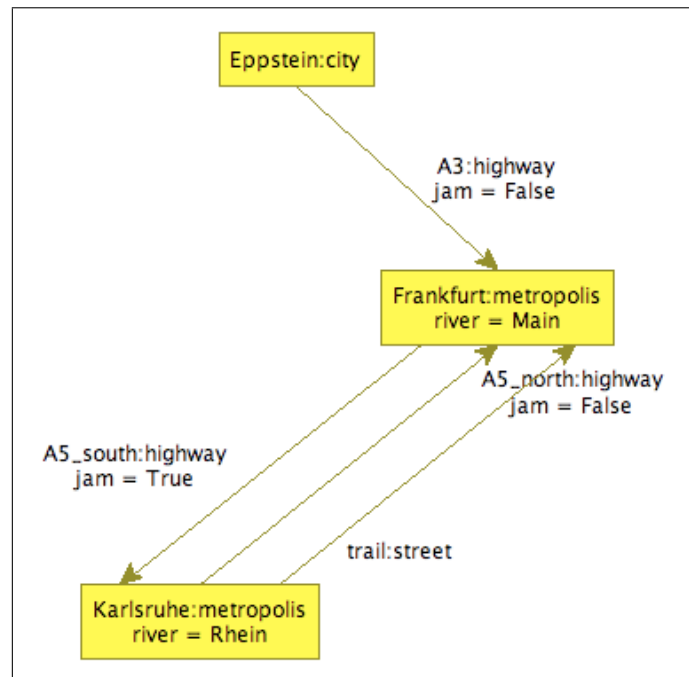 Eppstein:city
A3:highway
jam = False
Frankfurt:metropolis
river = Main
A5_north:highway
jam = False
A5_south:highway
jam = True
trail:street
Karlsruhe:metropolis
river = Rhein